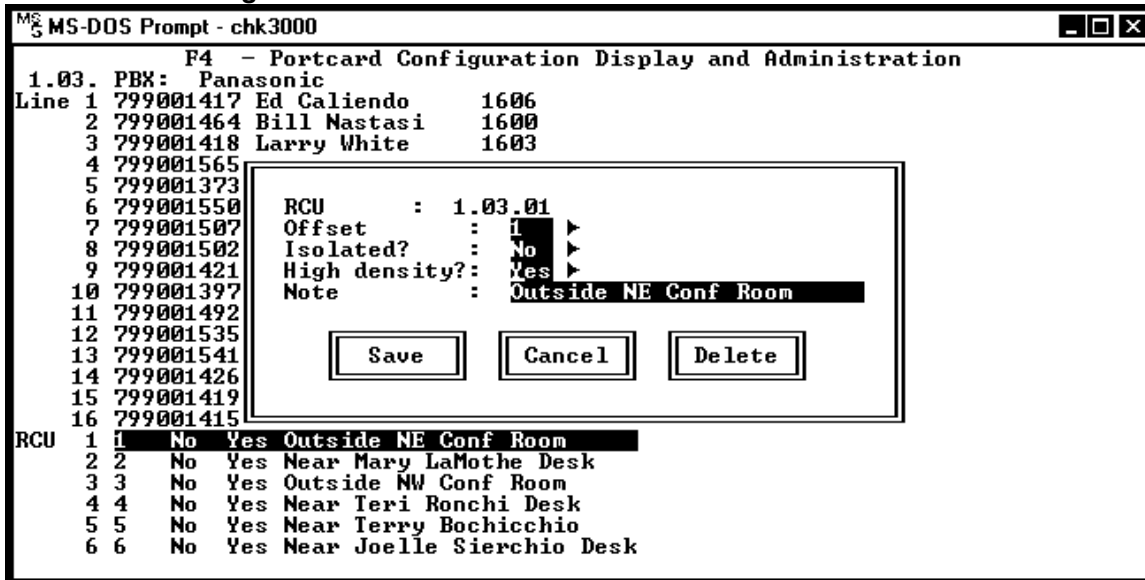 MS-DOS Prompt - chk3000
F4 - Portcard Configuration Display and Administration
1.03. PBX: Panasonic
Line 1 799001417 Ed Caliendo 1606
2 799001464 Bill Nastasi 1600
3 799001418 Larry White 1603
4 799001565
5 799001373
6 799001550
7 799001507
8 799001502
9 799001421
10 799001397
11 799001492
12 799001535
13 799001541
14 799001426
15 799001419
16 799001415
RCU : 1.03.01
Offset : 1
Isolated? : No
High density?: Yes
Note : Outside NE Conf Room
Save Cancel Delete
RCU 1 1 No Yes Outside NE Conf Room
2 2 No Yes Near Mary LaMothe Desk
3 3 No Yes Outside NW Conf Room
4 4 No Yes Near Teri Ronchi Desk
5 5 No Yes Near Terry Bochicchio
6 6 No Yes Near Joelle Sierchio Desk